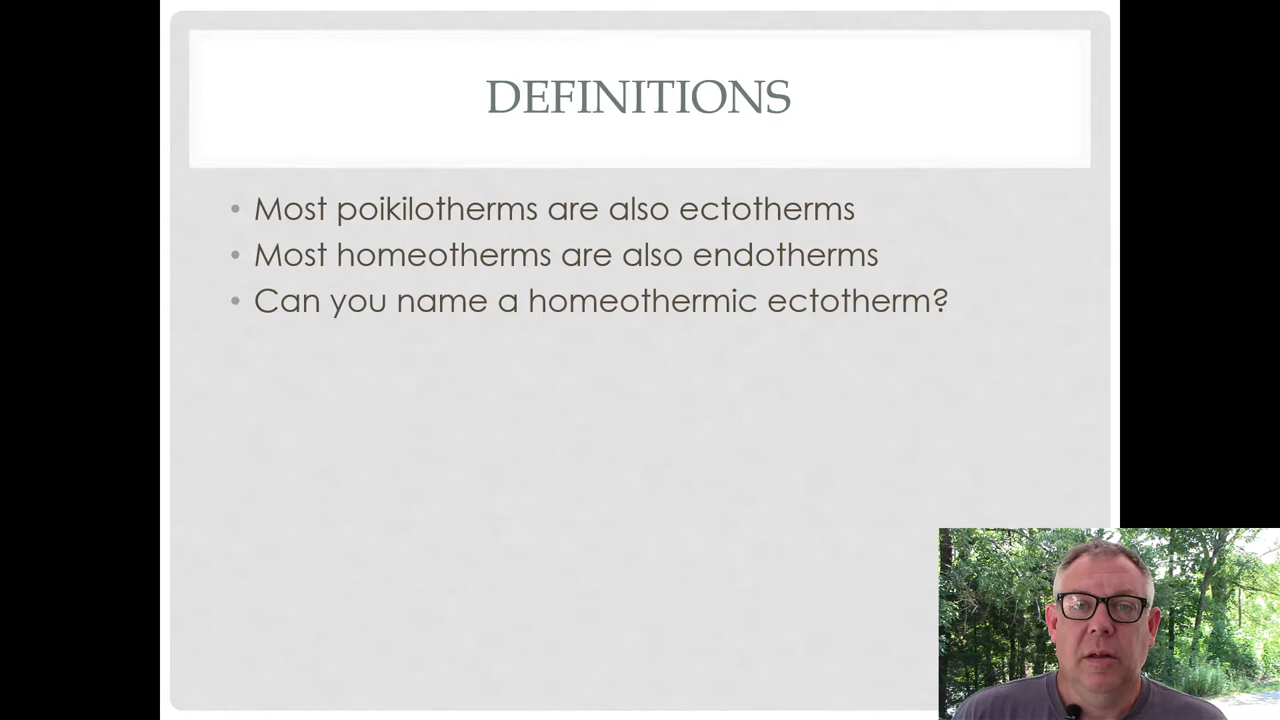 DEFINITIONS
• Most poikilotherms are also ectotherms
• Most homeotherms are also endotherms
• Can you name a homeothermic ectotherm?